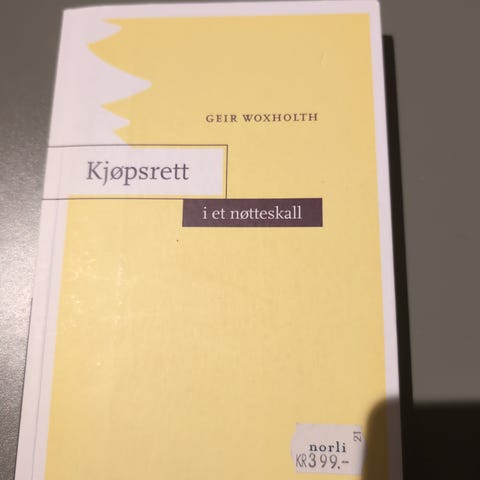 GEIR WOXHOLTH
Kjøpsrett
i et nøtteskall
norli
21
KR399.-